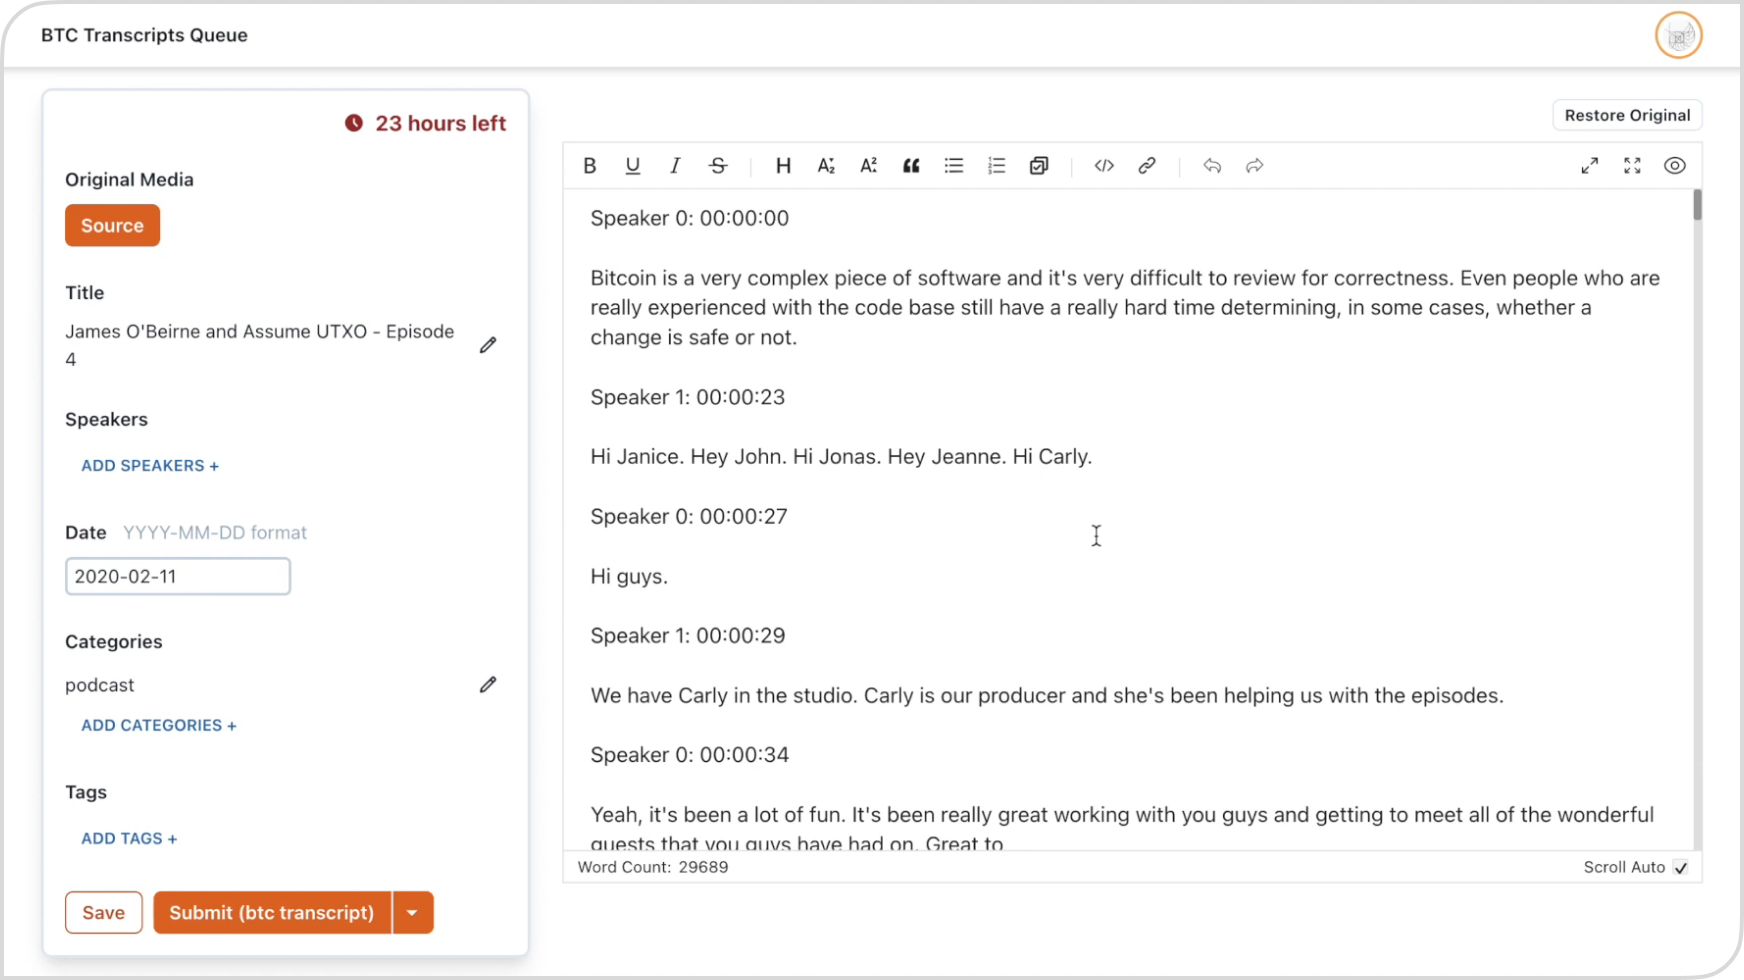 BTC Transcripts Queue
23 hours left
Original Media
Source
Title
James O'Beirne and Assume UTXO - Episode
4
Speakers
ADD SPEAKERS +
Date YYYY-MM-DD format
2020-02-11
Categories
podcast
ADD CATEGORIES +
Tags
ADD TAGS +
Save
Submit (btc transcript)
Restore Original
B U I S H
Speaker 0: 00:00:00
Bitcoin is a very complex piece of software and it's very difficult to review for correctness. Even people who are
really experienced with the code base still have a really hard time determining, in some cases, whether a
change is safe or not.
Speaker 1: 00:00:23
Hi Janice. Hey John. Hi Jonas. Hey Jeanne. Hi Carly.
Speaker 0: 00:00:27
Hi guys.
Speaker 1: 00:00:29
We have Carly in the studio. Carly is our producer and she's been helping us with the episodes.
Speaker 0: 00:00:34
Yeah, it's been a lot of fun. It's been really great working with you guys and getting to meet all of the wonderful
guests that you guys have had on. Great to
Word Count: 29689
Scroll Auto